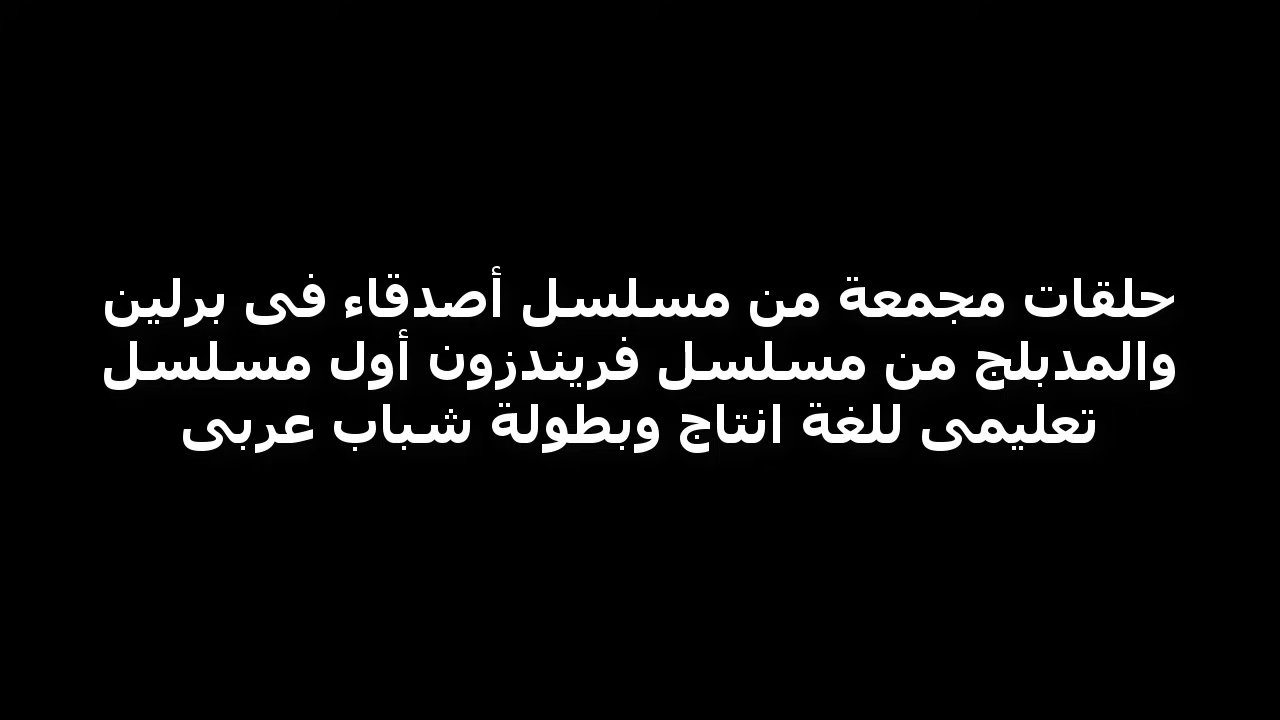 حلقات مجمعة من مسلسل أصدقاء فى برلين
والمدبلج من مسلسل فريندزون أول مسلسل
تعليمى للغة انتاج وبطولة شباب عربى